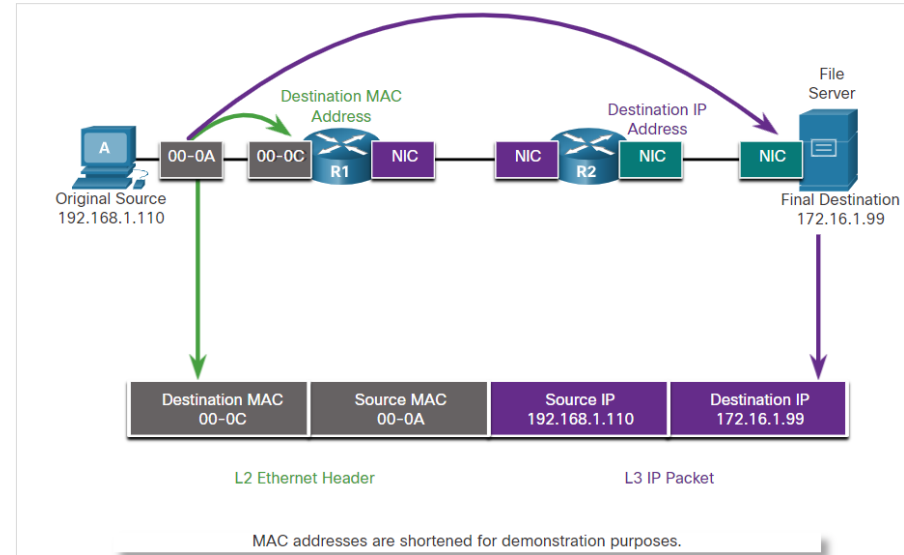 File
Server
Destination MAC
Address
Destination IP
Address
A
00-0A
00-0C
R1
NIC
NIC
R2
NIC
NIC
Original Source
192.168.1.110
Final Destination
172.16.1.99
Destination MAC
00-0C
Source MAC
00-0A
Source IP
192.168.1.110
Destination IP
172.16.1.99
L2 Ethernet Header
L3 IP Packet
MAC addresses are shortened for demonstration purposes.